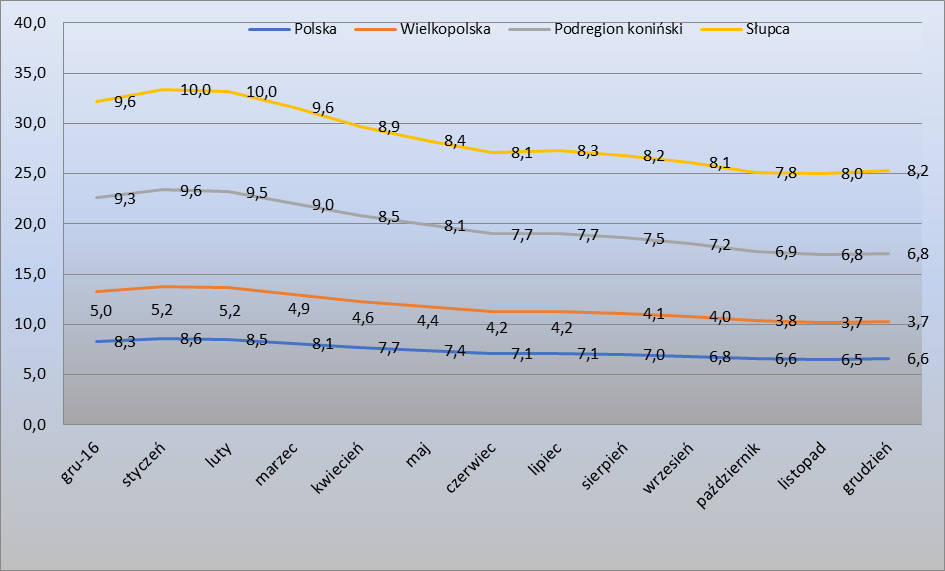 Polska Wielkopolska Podregion koniński Słupca
40,0
35,0
30,0
25,0
20,0
15,0
10,0
5,0
0,0
9,6 10,0 10,0 9,6 8,9 8,4 8,1 8,3 8,2 8,1 7,8 8,0 8,2
9,3 9,6 9,5 9,0 8,5 8,1 7,7 7,7 7,5 7,2 6,9 6,8 6,8
5,0 5,2 5,2 4,9 4,6 4,4 4,2 4,2 4,1 4,0 3,8 3,7 3,7
8,3 8,6 8,5 8,1 7,7 7,4 7,1 7,1 7,0 6,8 6,6 6,5 6,6
gru-16 styczeń luty marzec kwiecień maj czerwiec lipiec sierpień wrzesień październik listopad grudzień